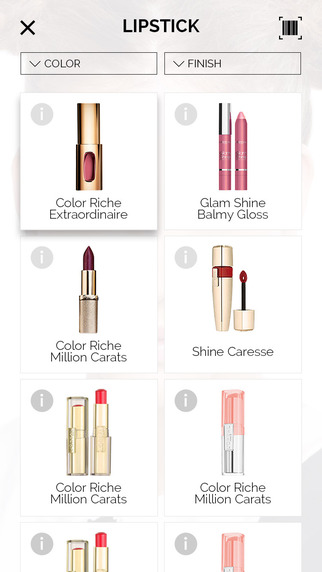 LIPSTICK
COLOR
FINISH
Color Riche
Extraordinaire
Glam Shine
Balmy Gloss
Color Riche
Million Carats
Shine Caresse
Color Riche
Million Carats
Color Riche
Million Carats